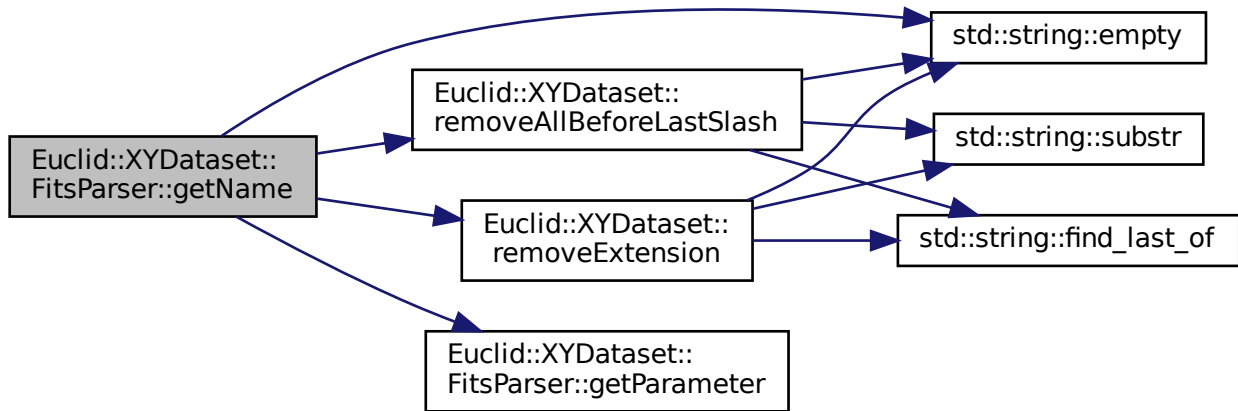 Euclid::XYDataset::
FitsParser::getName
Euclid::XYDataset::
removeAllBeforeLastSlash
Euclid::XYDataset::
removeExtension
Euclid::XYDataset::
FitsParser::getParameter
std::string::empty
std::string::substr
std::string::find_last_of